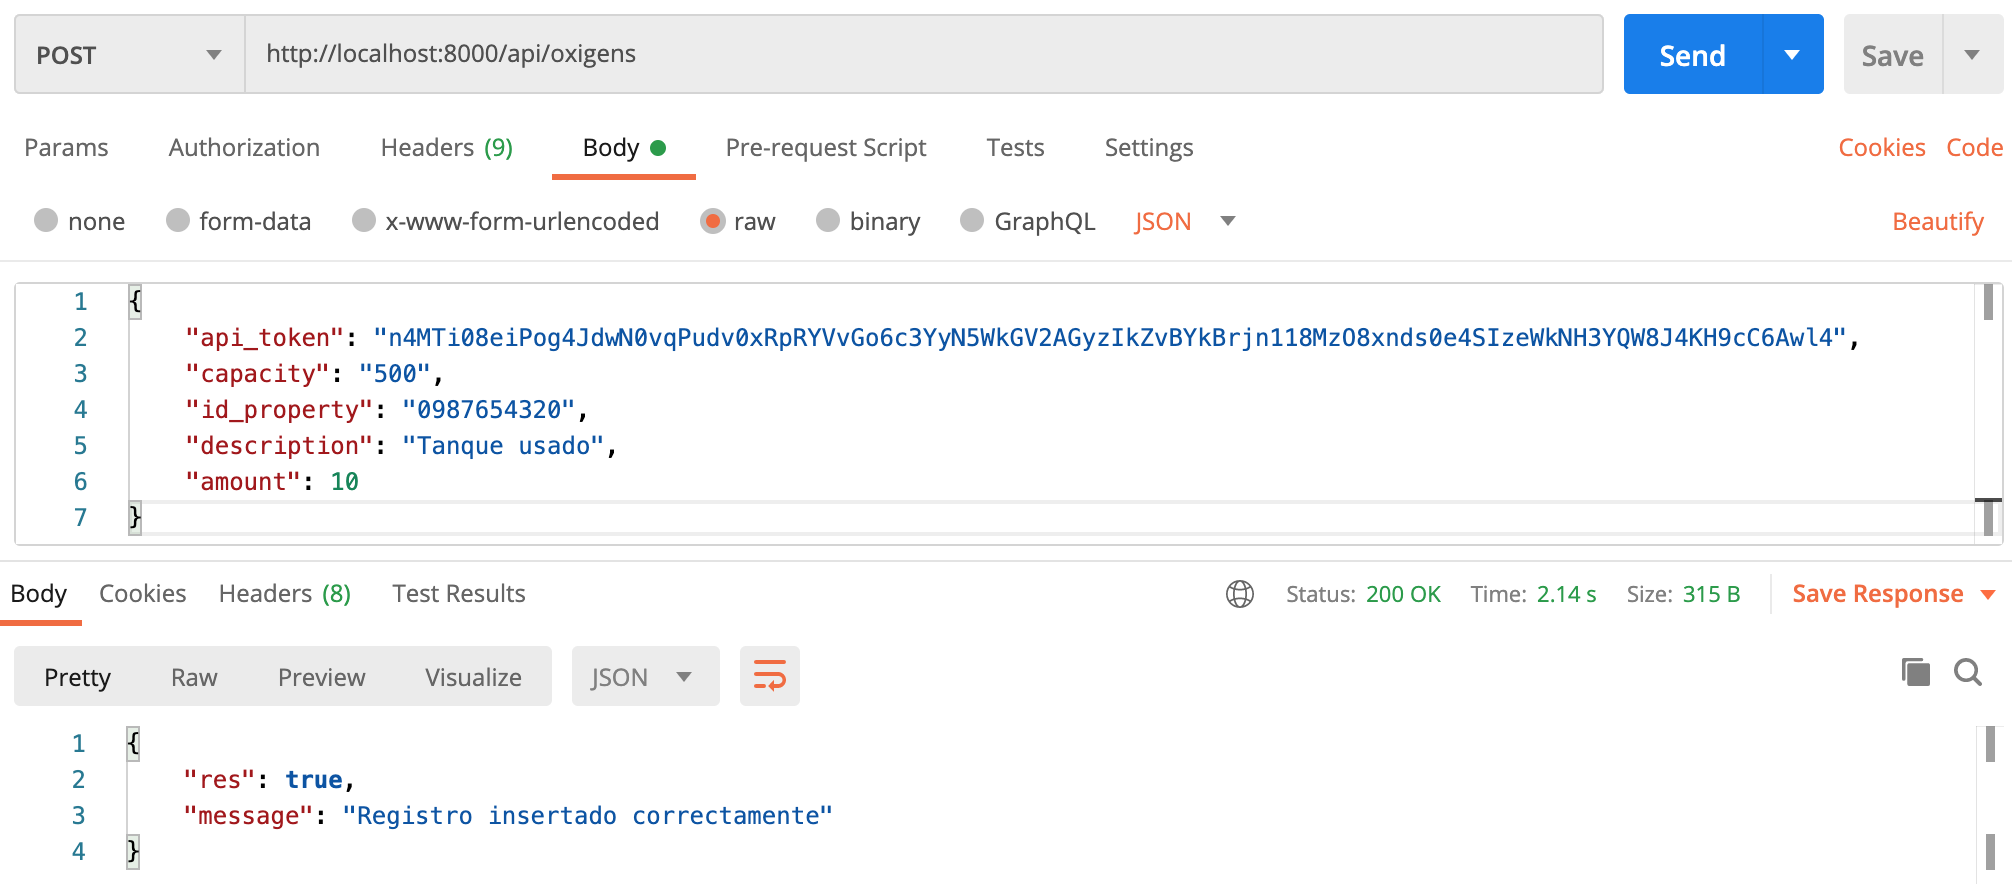 POST http://localhost:8000/api/oxigens Send Save
Params Authorization Headers (9) Body Pre-request Script Tests Settings Cookies Code
none form-data x-www-form-urlencoded raw binary GraphQL JSON Beautify
1 {
2 "api_token": "n4MTi08eiPog4JdwN0vqPudv0xRpRYVvGo6c3YyN5WkGV2AGyzIkZvBYkBrjn118MzO8xnds0e4SIzeWkNH3YQW8J4KH9cC6Awl4",
3 "capacity": "500",
4 "id_property": "0987654320",
5 "description": "Tanque usado",
6 "amount": 10
7 }
Body Cookies Headers (8) Test Results Status: 200 OK Time: 2.14 s Size: 315 B Save Response
Pretty Raw Preview Visualize JSON
1 {
2 "res": true,
3 "message": "Registro insertado correctamente"
4 }